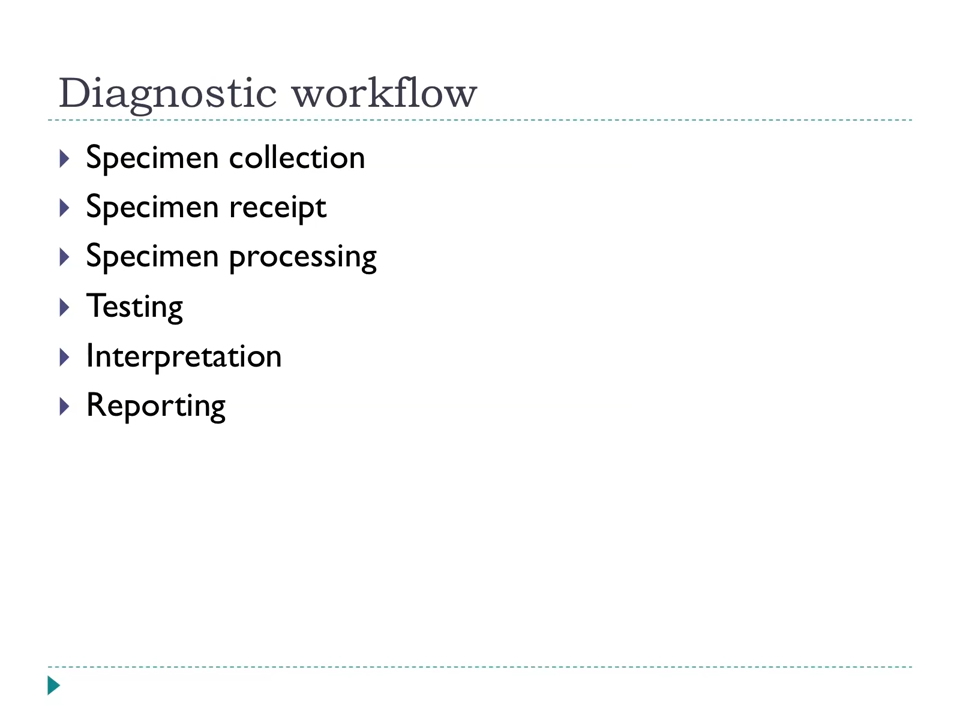 Diagnostic workflow
Specimen collection
Specimen receipt
Specimen processing
Testing
Interpretation
Reporting